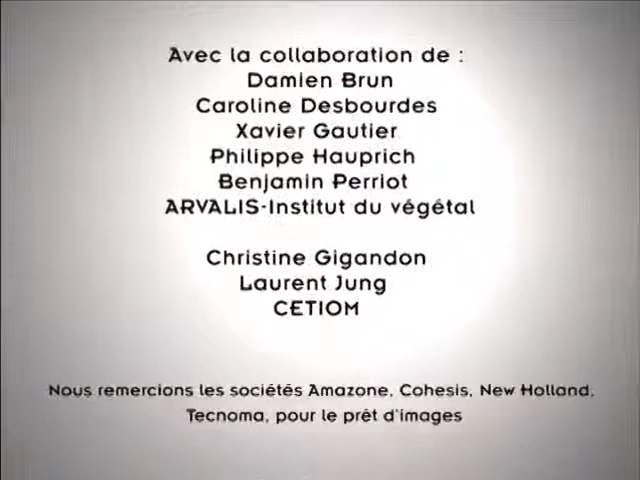 Avec la collaboration de :
Damien Brun
Caroline Desbourdes
Xavier Gautier
Philippe Hauprich
Benjamin Perriot
ARVALIS-Institut du végétal
Christine Gigandon
Laurent Jung
CETIOM
Nous remercions les sociétés Amazone, Cohesis, New Holland,
Tecnoma, pour le prêt d'images